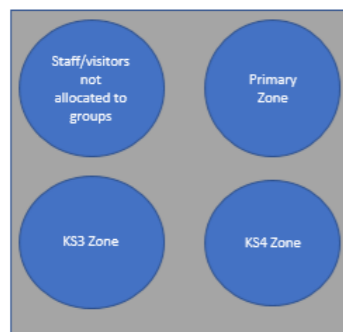 Staff/visitors
not
allocated to
groups
Primary
Zone
KS3 Zone
KS4 Zone